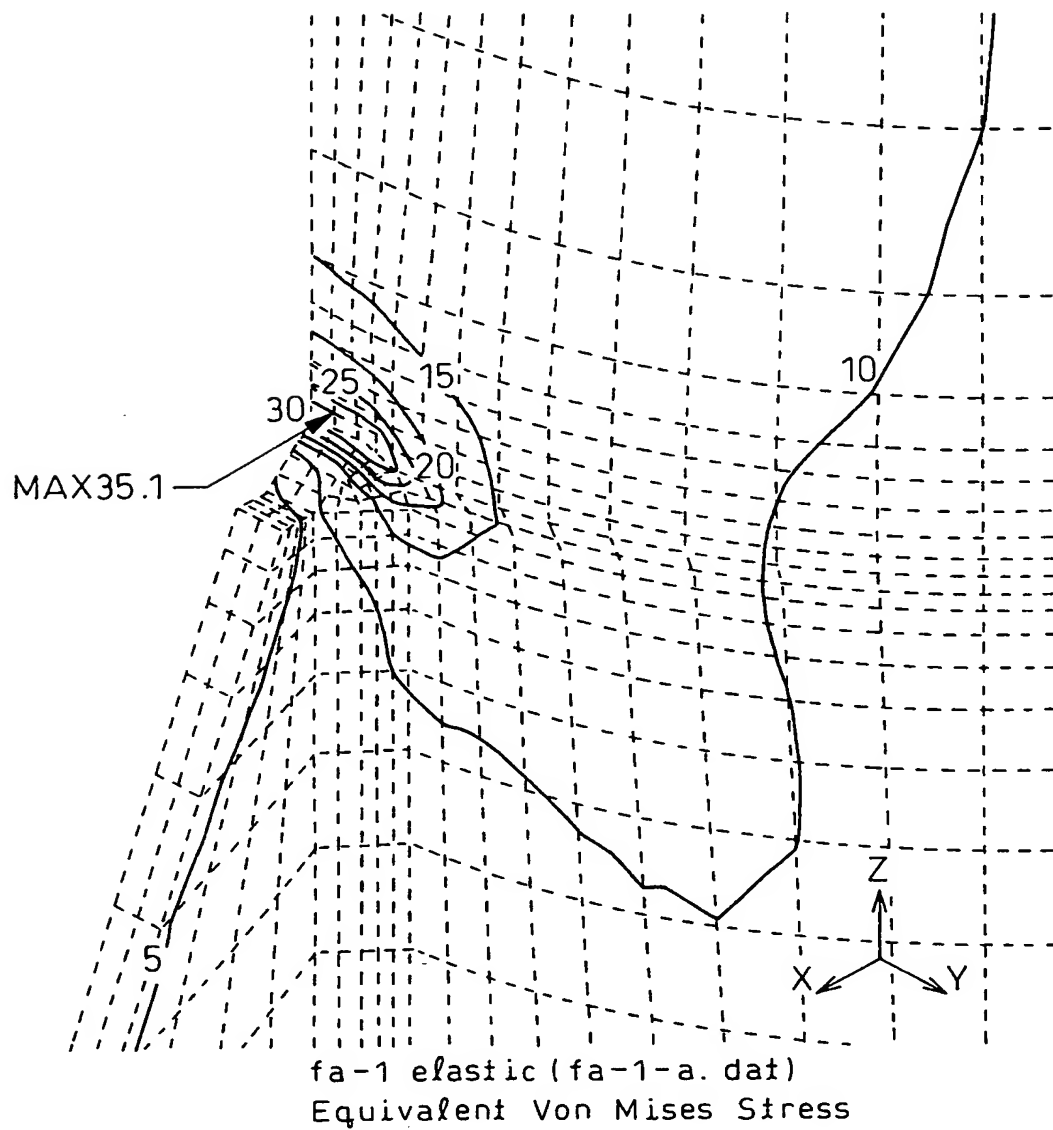 10
15
25
30
20
MAX35.1
5
Z
X
Y
fa-1 elastic (fa-1-a.dat)
Equivalent Von Mises Stress